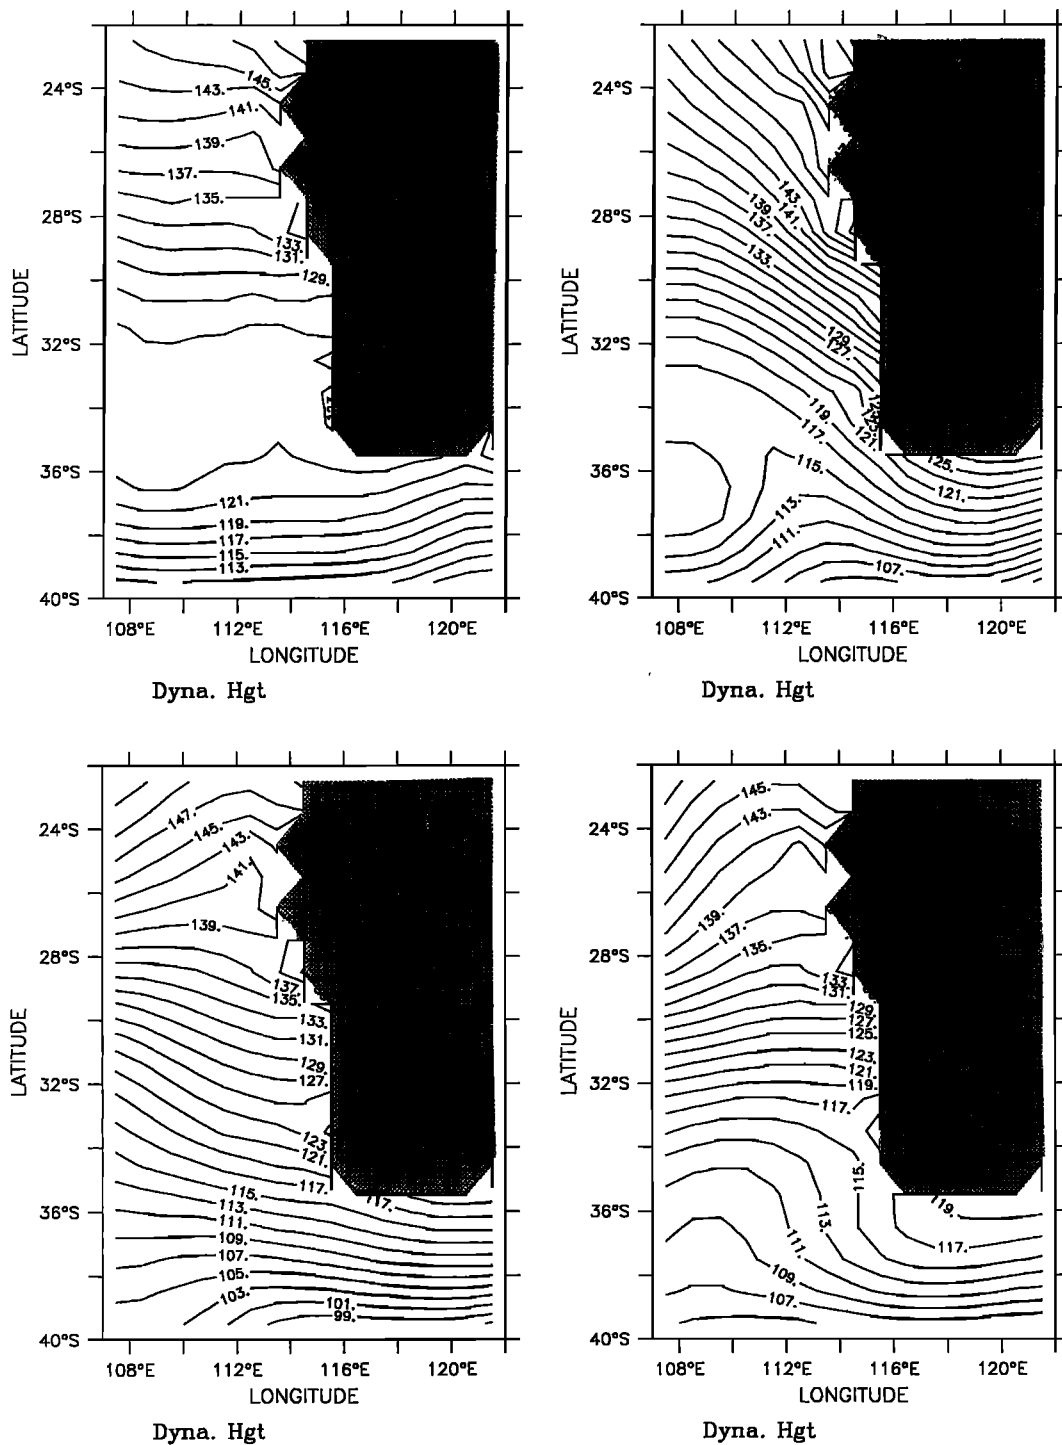 24°S
28°S
32°S
36°S
40°S
LATITUDE
145.
143.
141.
139.
137.
135.
133.
131.
129.
121.
119.
117.
115.
113.
108°E 112°E 116°E 120°E
LONGITUDE
Dyna. Hgt
24°S
28°S
32°S
36°S
40°S
LATITUDE
143.
139.
141.
137.
133.
129.
127.
119.
121.
117.
125.
115.
121.
113.
111.
107.
108°E 112°E 116°E 120°E
LONGITUDE
Dyna. Hgt
24°S
28°S
32°S
36°S
40°S
LATITUDE
147.
145.
143.
141.
139.
137.
135.
133.
131.
129.
127.
123.
121.
117.
115.
117.
113.
111.
109.
107.
105.
103.
101.
99.
108°E 112°E 116°E 120°E
LONGITUDE
Dyna. Hgt
24°S
28°S
32°S
36°S
40°S
LATITUDE
145.
143.
139.
137.
135.
133.
131.
129.
127.
125.
123.
121.
119.
117.
115.
119.
113.
111.
117.
109.
107.
108°E 112°E 116°E 120°E
LONGITUDE
Dyna. Hgt